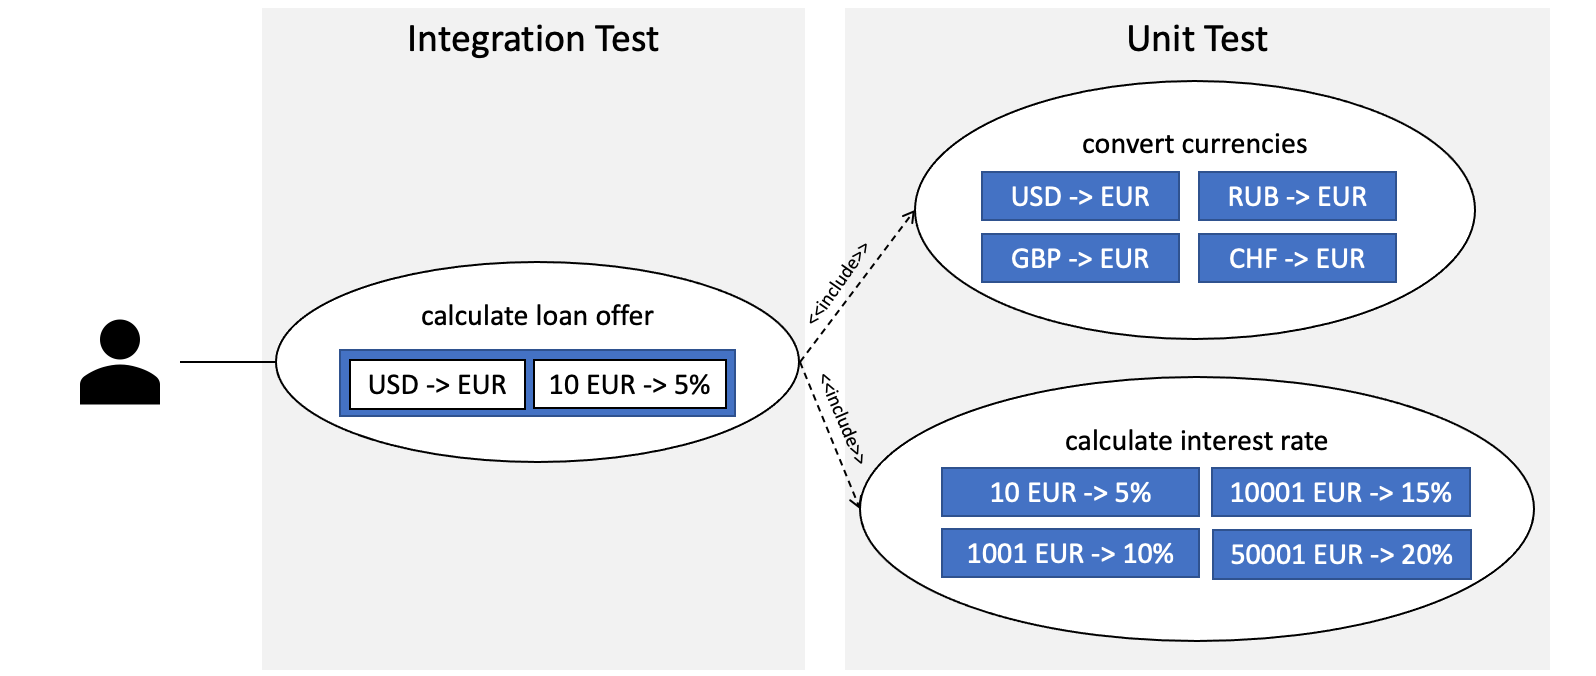 Integration Test
calculate loan offer
USD -> EUR
10 EUR -> 5%
<<include>>
<<include>>
Unit Test
convert currencies
USD -> EUR
RUB -> EUR
GBP -> EUR
CHF -> EUR
calculate interest rate
10 EUR -> 5%
10001 EUR -> 15%
1001 EUR -> 10%
50001 EUR -> 20%